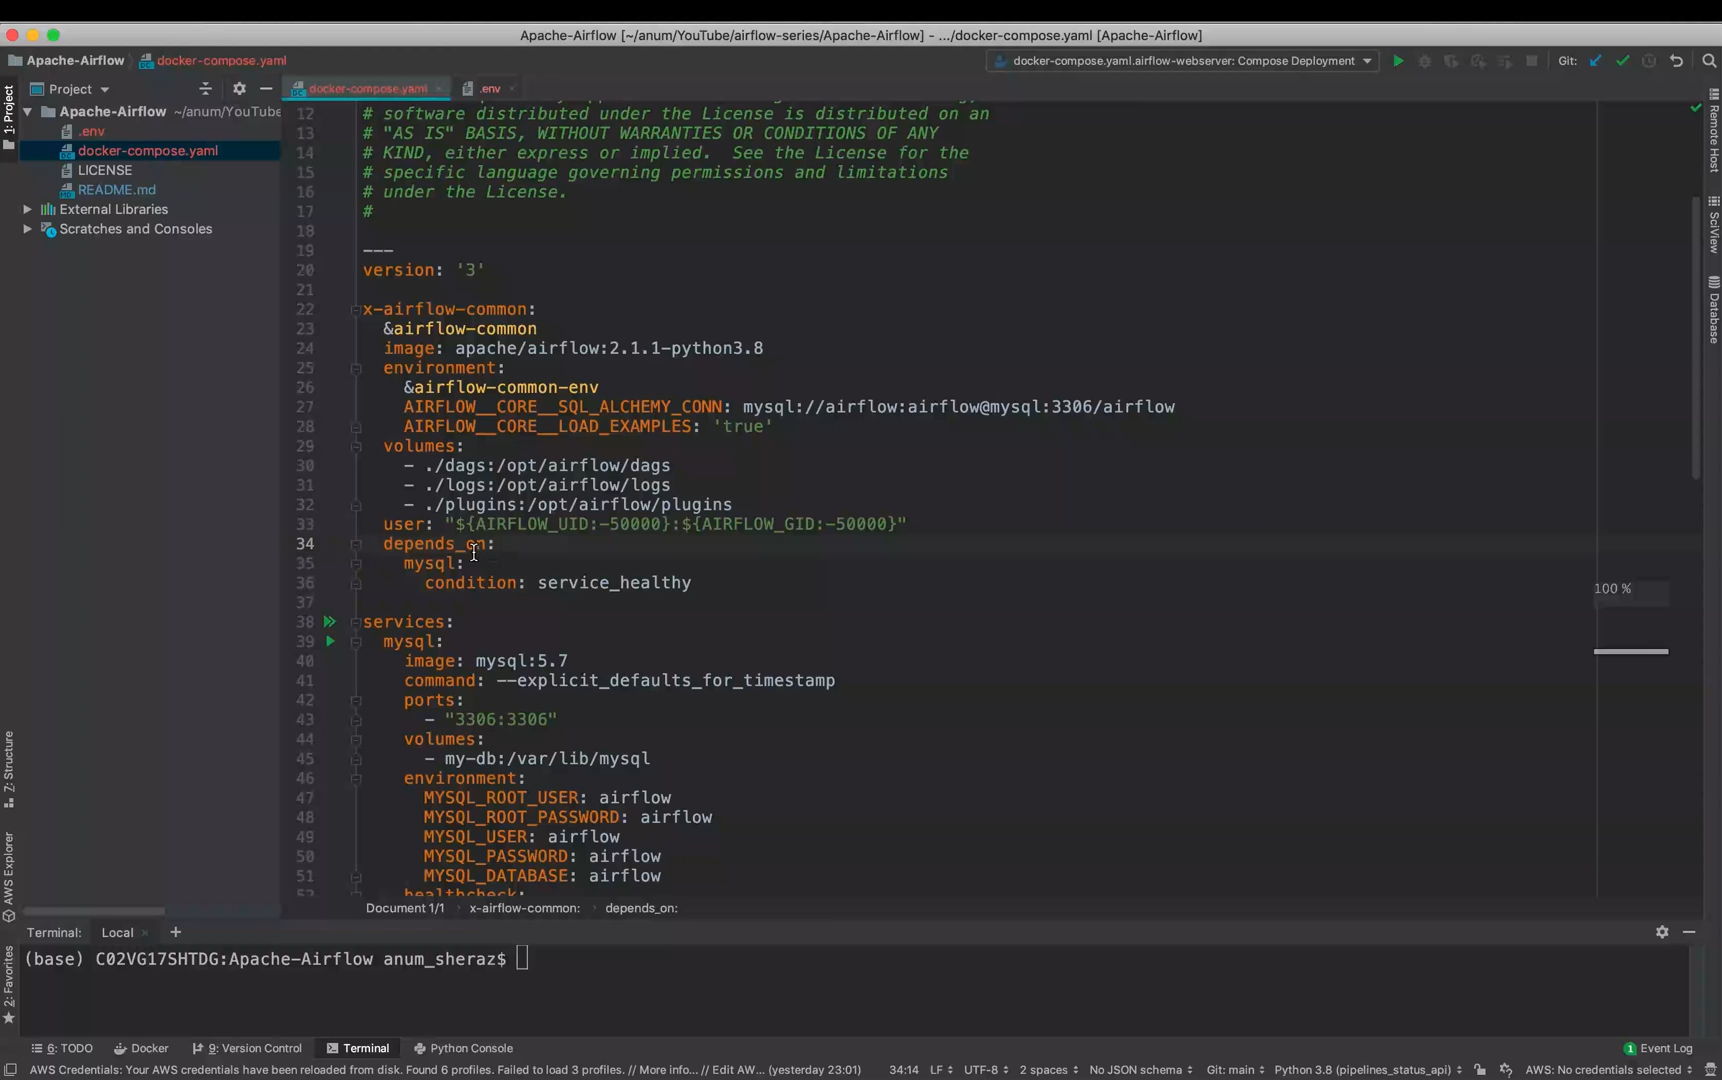 Apache-Airflow [~/anum/YouTube/airflow-series/Apache-Airflow] - .../docker-compose.yaml [Apache-Airflow]
Apache-Airflow docker-compose.yaml docker-compose.yaml.airflow-webserver: Compose Deployment Git:
1: Project
Project
docker-compose.yaml .env
Apache-Airflow ~/anum/YouTube
.env
docker-compose.yaml
LICENSE
README.md
External Libraries
Scratches and Consoles
12 # software distributed under the License is distributed on an
13 # "AS IS" BASIS, WITHOUT WARRANTIES OR CONDITIONS OF ANY
14 # KIND, either express or implied.  See the License for the
15 # specific language governing permissions and limitations
16 # under the License.
17 #
18
19 ---
20 version: '3'
21
22 x-airflow-common:
23 &airflow-common
24 image: apache/airflow:2.1.1-python3.8
25 environment:
26 &airflow-common-env
27 AIRFLOW__CORE__SQL_ALCHEMY_CONN: mysql://airflow:airflow@mysql:3306/airflow
28 AIRFLOW__CORE__LOAD_EXAMPLES: 'true'
29 volumes:
30 - ./dags:/opt/airflow/dags
31 - ./logs:/opt/airflow/logs
32 - ./plugins:/opt/airflow/plugins
33 user: "${AIRFLOW_UID:-50000}:${AIRFLOW_GID:-50000}"
34 depends_on:
35 mysql:
36 condition: service_healthy
37
38 services:
39 mysql:
40 image: mysql:5.7
41 command: --explicit_defaults_for_timestamp
42 ports:
43 - "3306:3306"
44 volumes:
45 - my-db:/var/lib/mysql
46 environment:
47 MYSQL_ROOT_USER: airflow
48 MYSQL_ROOT_PASSWORD: airflow
49 MYSQL_USER: airflow
50 MYSQL_PASSWORD: airflow
51 MYSQL_DATABASE: airflow
52 healthcheck:
100 %
Remote Host
SciView
Database
Z: Structure
AWS Explorer
2: Favorites
Document 1/1 x-airflow-common: depends_on:
Terminal: Local +
(base) C02VG17SHTDG:Apache-Airflow anum_sheraz$
6: TODO Docker 9: Version Control Terminal Python Console 1 Event Log
AWS Credentials: Your AWS credentials have been reloaded from disk. Found 6 profiles. Failed to load 3 profiles. // More info... // Edit AW... (yesterday 23:01) 34:14 LF UTF-8 2 spaces No JSON schema Git: main Python 3.8 (pipelines_status_api) AWS: No credentials selected